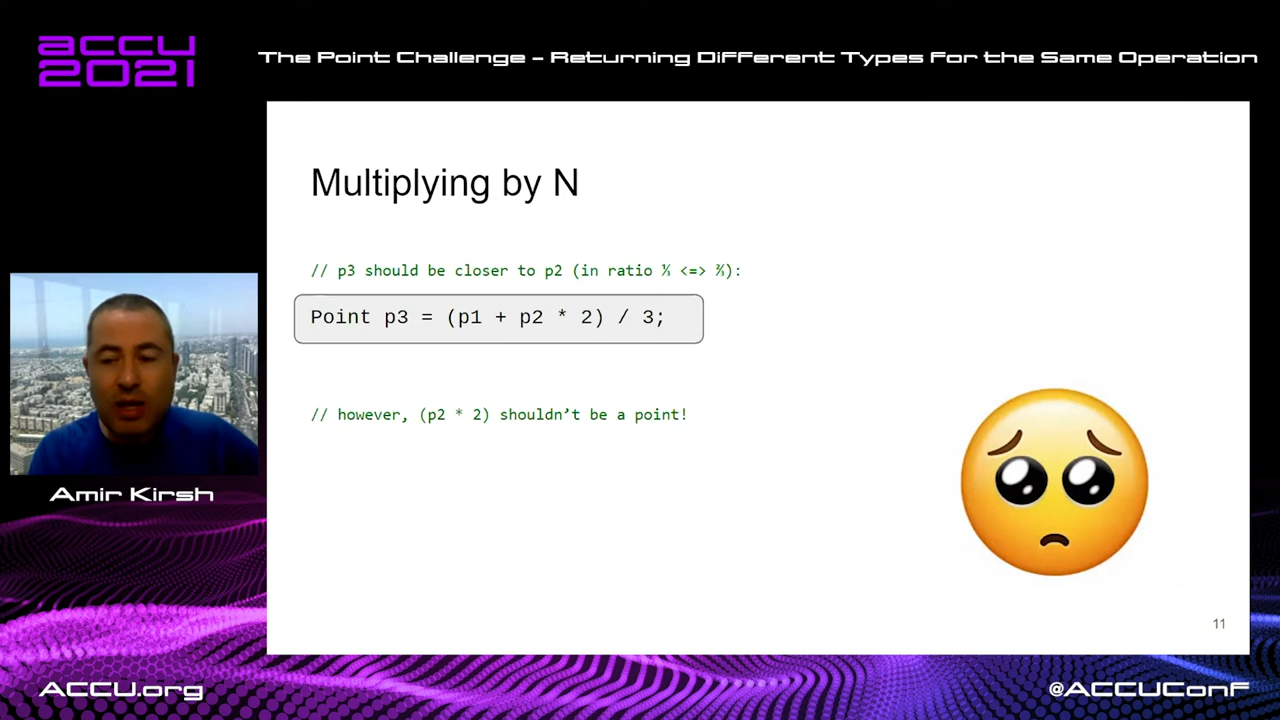 accu
2021
The Point Challenge – Returning Different Types for the Same Operation
Multiplying by N
// p3 should be closer to p2 (in ratio ⅓ <=> ⅔):
Point p3 = (p1 + p2 * 2) / 3;
// however, (p2 * 2) shouldn’t be a point!
Amir Kirsh
11
ACCU.org
@ACCUConf